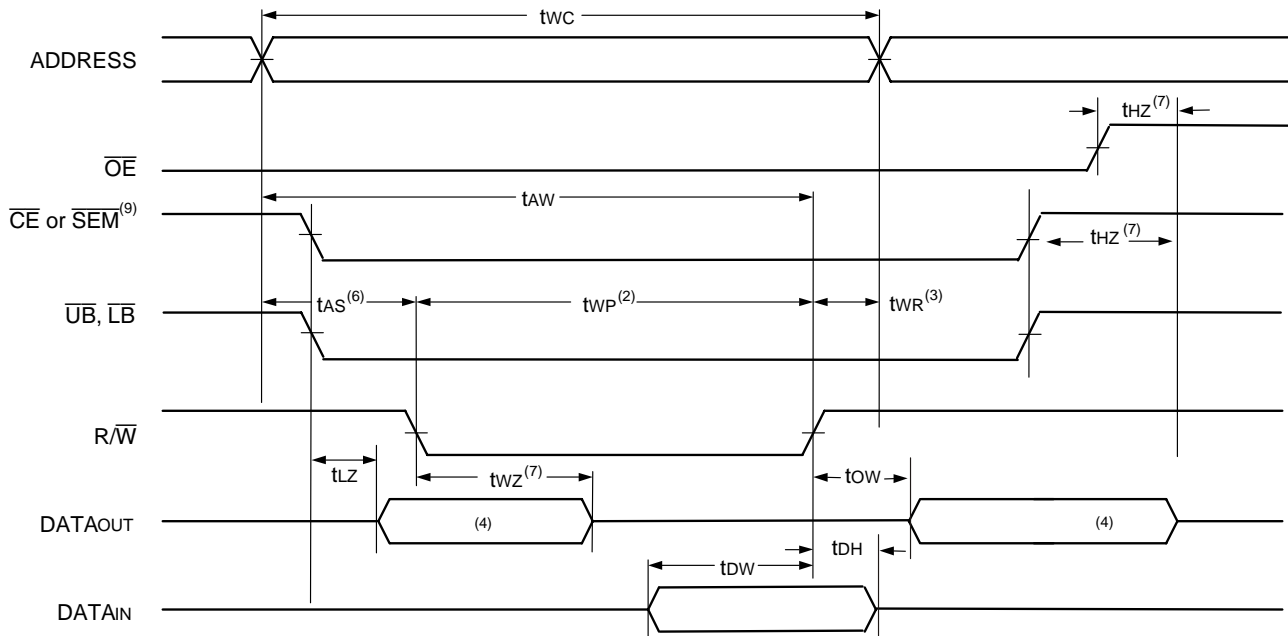 tWC
ADDRESS
tHZ(7)
OE
tAW
CE or SEM(9)
tHZ(7)
tAS(6) tWP(2) tWR(3)
UB, LB
R/W
tLZ tWZ(7) tOW
DATAOUT (4) (4)
tDW tDH
DATAIN